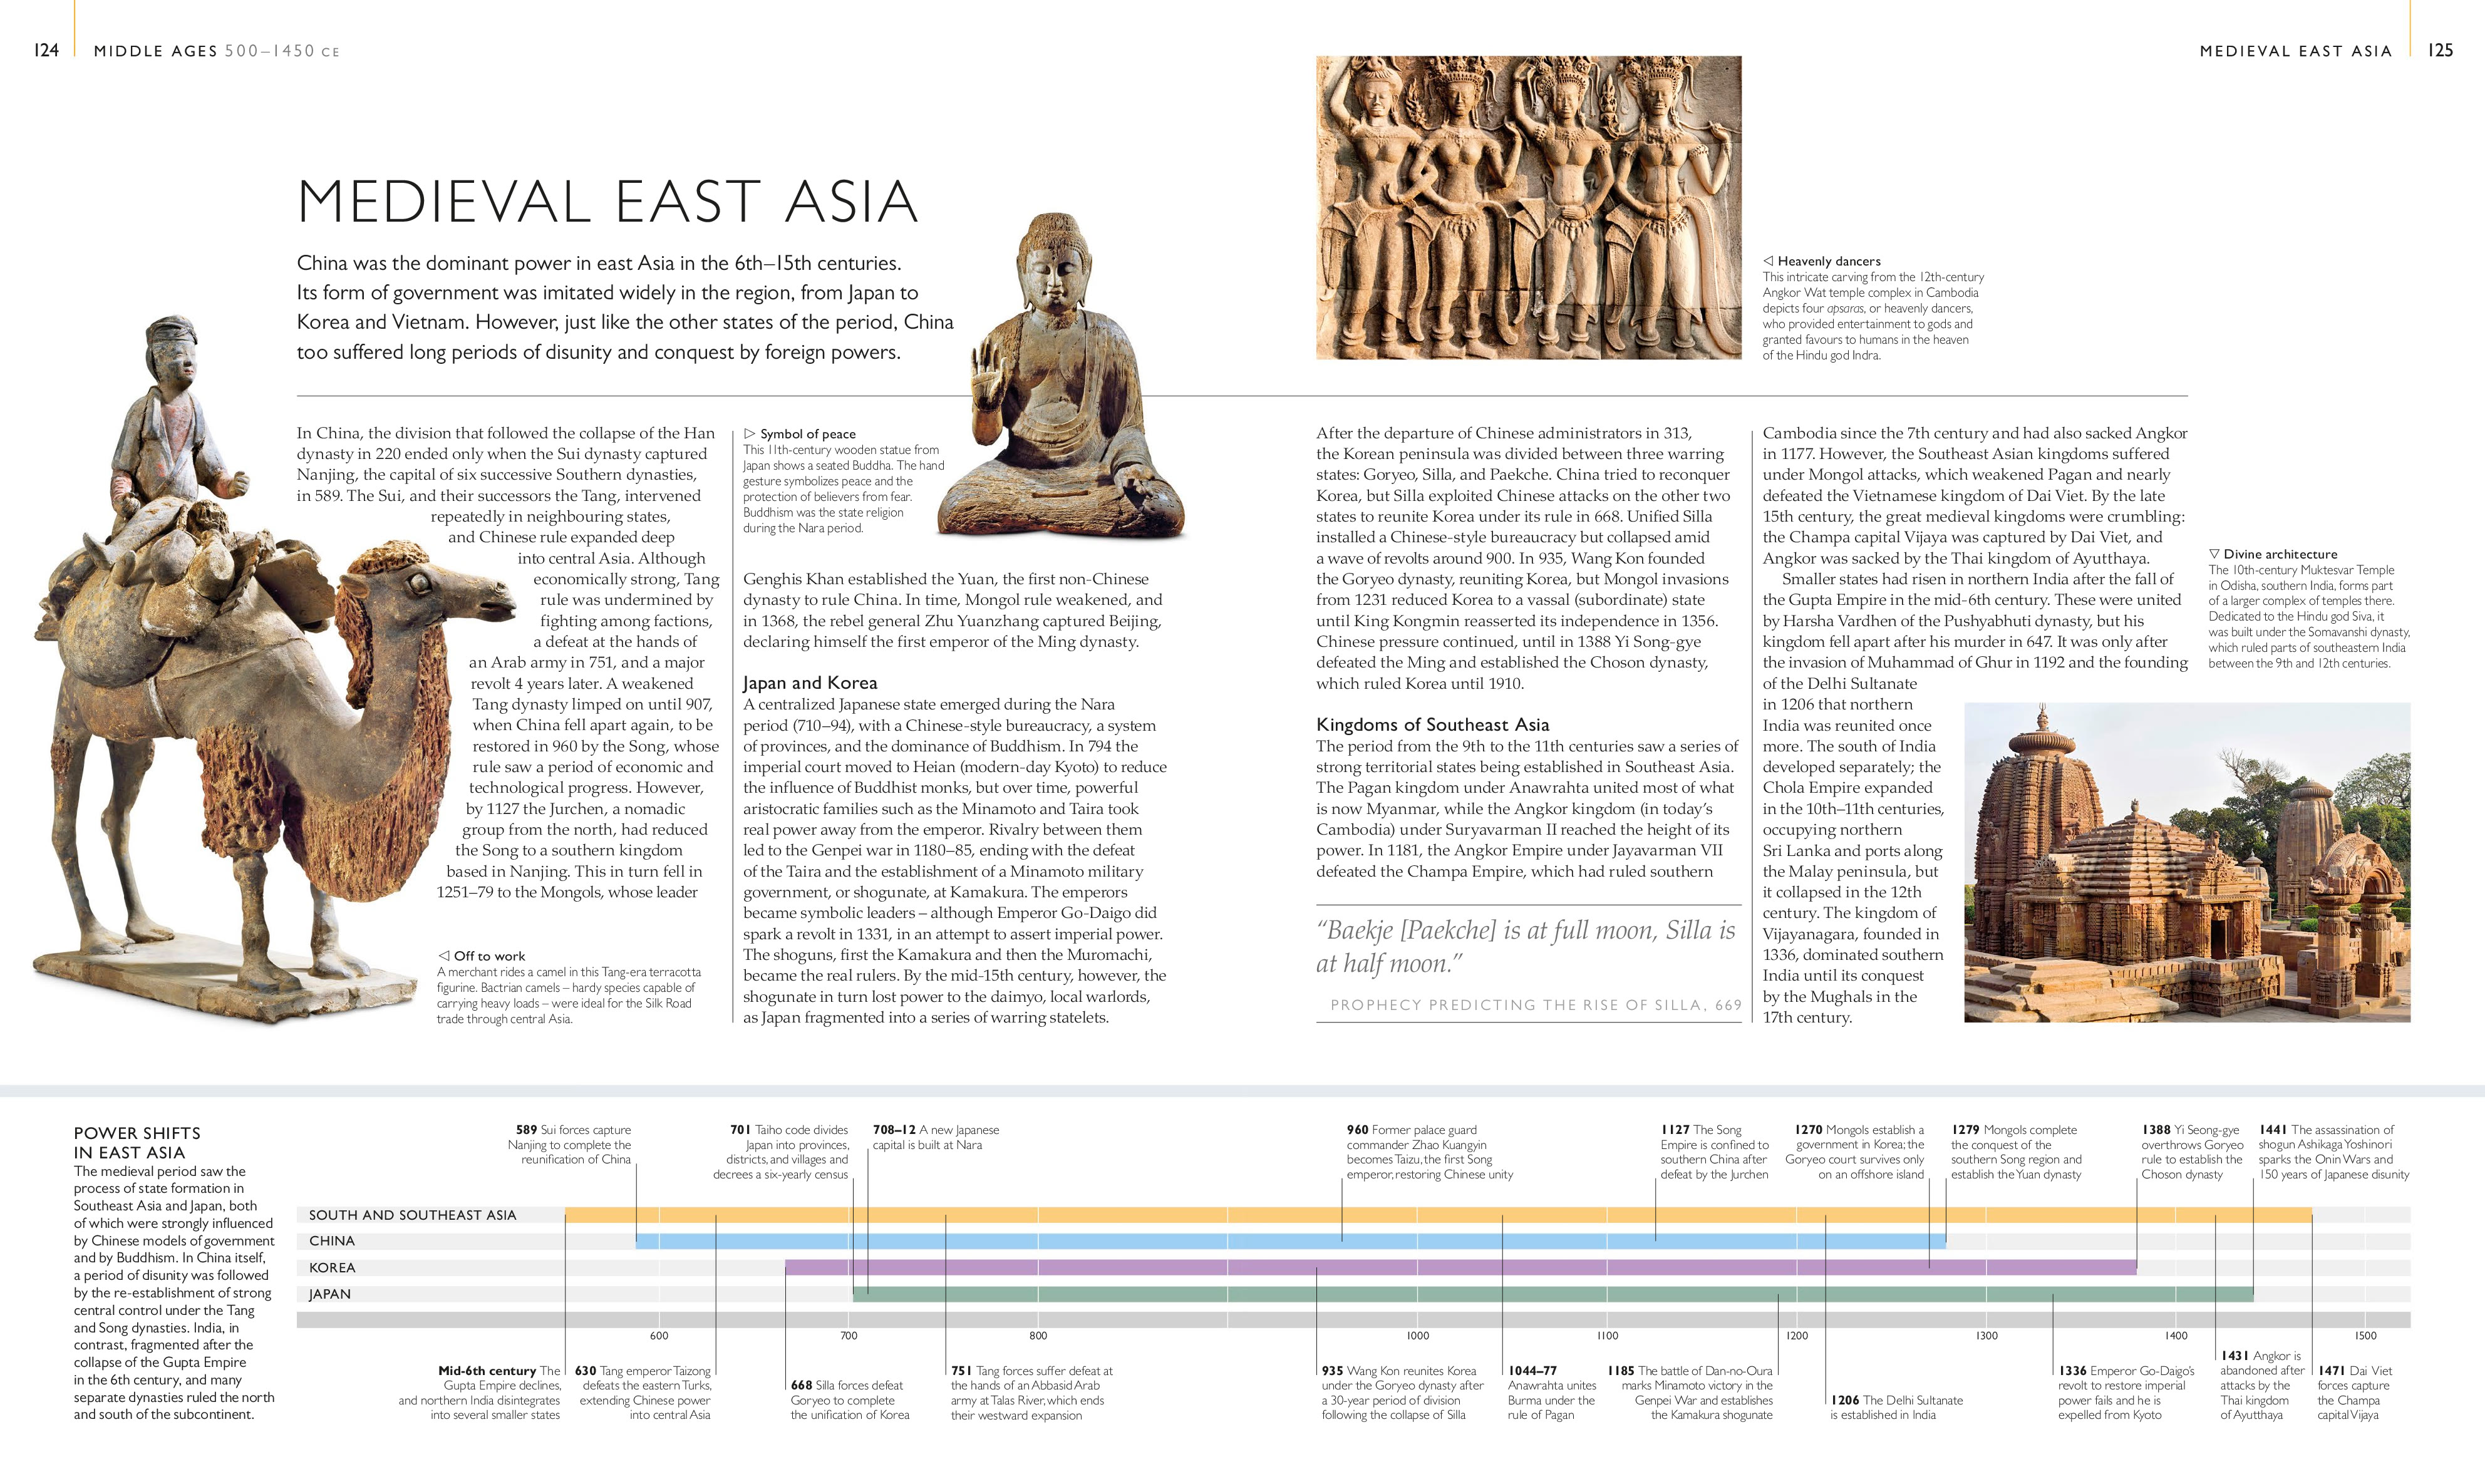 124
MIDDLE AGES 500–1450 CE
MEDIEVAL EAST ASIA
125
MEDIEVAL EAST ASIA
China was the dominant power in east Asia in the 6th–15th centuries.
Its form of government was imitated widely in the region, from Japan to
Korea and Vietnam. However, just like the other states of the period, China
too suffered long periods of disunity and conquest by foreign powers.
In China, the division that followed the collapse of the Han
dynasty in 220 ended only when the Sui dynasty captured
Nanjing, the capital of six successive Southern dynasties,
in 589. The Sui, and their successors the Tang, intervened
repeatedly in neighbouring states,
and Chinese rule expanded deep
into central Asia. Although
economically strong, Tang
rule was undermined by
fighting among factions,
a defeat at the hands of
an Arab army in 751, and a major
revolt 4 years later. A weakened
Tang dynasty limped on until 907,
when China fell apart again, to be
restored in 960 by the Song, whose
rule saw a period of economic and
technological progress. However,
by 1127 the Jurchen, a nomadic
group from the north, had reduced
the Song to a southern kingdom
based in Nanjing. This in turn fell in
1251–79 to the Mongols, whose leader
◁ Off to work
A merchant rides a camel in this Tang-era terracotta
figurine. Bactrian camels – hardy species capable of
carrying heavy loads – were ideal for the Silk Road
trade through central Asia.
▷ Symbol of peace
This 11th-century wooden statue from
Japan shows a seated Buddha. The hand
gesture symbolizes peace and the
protection of believers from fear.
Buddhism was the state religion
during the Nara period.
Genghis Khan established the Yuan, the first non-Chinese
dynasty to rule China. In time, Mongol rule weakened, and
in 1368, the rebel general Zhu Yuanzhang captured Beijing,
declaring himself the first emperor of the Ming dynasty.
Japan and Korea
A centralized Japanese state emerged during the Nara
period (710–94), with a Chinese-style bureaucracy, a system
of provinces, and the dominance of Buddhism. In 794 the
imperial court moved to Heian (modern-day Kyoto) to reduce
the influence of Buddhist monks, but over time, powerful
aristocratic families such as the Minamoto and Taira took
real power away from the emperor. Rivalry between them
led to the Genpei war in 1180–85, ending with the defeat
of the Taira and the establishment of a Minamoto military
government, or shogunate, at Kamakura. The emperors
became symbolic leaders – although Emperor Go-Daigo did
spark a revolt in 1331, in an attempt to assert imperial power.
The shoguns, first the Kamakura and then the Muromachi,
became the real rulers. By the mid-15th century, however, the
shogunate in turn lost power to the daimyo, local warlords,
as Japan fragmented into a series of warring statelets.
◁ Heavenly dancers
This intricate carving from the 12th-century
Angkor Wat temple complex in Cambodia
depicts four apsaras, or heavenly dancers,
who provided entertainment to gods and
granted favours to humans in the heaven
of the Hindu god Indra.
After the departure of Chinese administrators in 313,
the Korean peninsula was divided between three warring
states: Goryeo, Silla, and Paekche. China tried to reconquer
Korea, but Silla exploited Chinese attacks on the other two
states to reunite Korea under its rule in 668. Unified Silla
installed a Chinese-style bureaucracy but collapsed amid
a wave of revolts around 900. In 935, Wang Kon founded
the Goryeo dynasty, reuniting Korea, but Mongol invasions
from 1231 reduced Korea to a vassal (subordinate) state
until King Kongmin reasserted its independence in 1356.
Chinese pressure continued, until in 1388 Yi Song-gye
defeated the Ming and established the Choson dynasty,
which ruled Korea until 1910.
Kingdoms of Southeast Asia
The period from the 9th to the 11th centuries saw a series of
strong territorial states being established in Southeast Asia.
The Pagan kingdom under Anawrahta united most of what
is now Myanmar, while the Angkor kingdom (in today's
Cambodia) under Suryavarman II reached the height of its
power. In 1181, the Angkor Empire under Jayavarman VII
defeated the Champa Empire, which had ruled southern
“Baekje [Paekche] is at full moon, Silla is
at half moon.”
PROPHECY PREDICTING THE RISE OF SILLA, 669
Cambodia since the 7th century and had also sacked Angkor
in 1177. However, the Southeast Asian kingdoms suffered
under Mongol attacks, which weakened Pagan and nearly
defeated the Vietnamese kingdom of Dai Viet. By the late
15th century, the great medieval kingdoms were crumbling:
the Champa capital Vijaya was captured by Dai Viet, and
Angkor was sacked by the Thai kingdom of Ayutthaya.
Smaller states had risen in northern India after the fall of
the Gupta Empire in the mid-6th century. These were united
by Harsha Vardhen of the Pushyabhuti dynasty, but his
kingdom fell apart after his murder in 647. It was only after
the invasion of Muhammad of Ghur in 1192 and the founding
of the Delhi Sultanate
in 1206 that northern
India was reunited once
more. The south of India
developed separately; the
Chola Empire expanded
in the 10th–11th centuries,
occupying northern
Sri Lanka and ports along
the Malay peninsula, but
it collapsed in the 12th
century. The kingdom of
Vijayanagara, founded in
1336, dominated southern
India until its conquest
by the Mughals in the
17th century.
▽ Divine architecture
The 10th-century Muktesvar Temple
in Odisha, southern India, forms part
of a larger complex of temples there.
Dedicated to the Hindu god Siva, it
was built under the Somavanshi dynasty,
which ruled parts of southeastern India
between the 9th and 12th centuries.
POWER SHIFTS
IN EAST ASIA
The medieval period saw the
process of state formation in
Southeast Asia and Japan, both
of which were strongly influenced
by Chinese models of government
and by Buddhism. In China itself,
a period of disunity was followed
by the re-establishment of strong
central control under the Tang
and Song dynasties. India, in
contrast, fragmented after the
collapse of the Gupta Empire
in the 6th century, and many
separate dynasties ruled the north
and south of the subcontinent.
589 Sui forces capture
Nanjing to complete the
reunification of China
701 Taiho code divides
Japan into provinces,
districts, and villages and
decrees a six-yearly census
708–12 A new Japanese
capital is built at Nara
960 Former palace guard
commander Zhao Kuangyin
becomes Taizu, the first Song
emperor, restoring Chinese unity
1127 The Song
Empire is confined to
southern China after
defeat by the Jurchen
1270 Mongols establish a
government in Korea; the
Goryeo court survives only
on an offshore island
1279 Mongols complete
the conquest of the
southern Song region and
establish the Yuan dynasty
1388 Yi Seong-gye
overthrows Goryeo
rule to establish the
Choson dynasty
1441 The assassination of
shogun Ashikaga Yoshinori
sparks the Onin Wars and
150 years of Japanese disunity
SOUTH AND SOUTHEAST ASIA
CHINA
KOREA
JAPAN
600 700 800 1000 1100 1200 1300 1400 1500
Mid-6th century The
Gupta Empire declines,
and northern India disintegrates
into several smaller states
630 Tang emperor Taizong
defeats the eastern Turks,
extending Chinese power
into central Asia
668 Silla forces defeat
Goryeo to complete
the unification of Korea
751 Tang forces suffer defeat at
the hands of an Abbasid Arab
army at Talas River, which ends
their westward expansion
935 Wang Kon reunites Korea
under the Goryeo dynasty after
a 30-year period of division
following the collapse of Silla
1044–77
Anawrahta unites
Burma under the
rule of Pagan
1185 The battle of Dan-no-Oura
marks Minamoto victory in the
Genpei War and establishes
the Kamakura shogunate
1206 The Delhi Sultanate
is established in India
1336 Emperor Go-Daigo's
revolt to restore imperial
power fails and he is
expelled from Kyoto
1431 Angkor is
abandoned after
attacks by the
Thai kingdom
of Ayutthaya
1471 Dai Viet
forces capture
the Champa
capital Vijaya